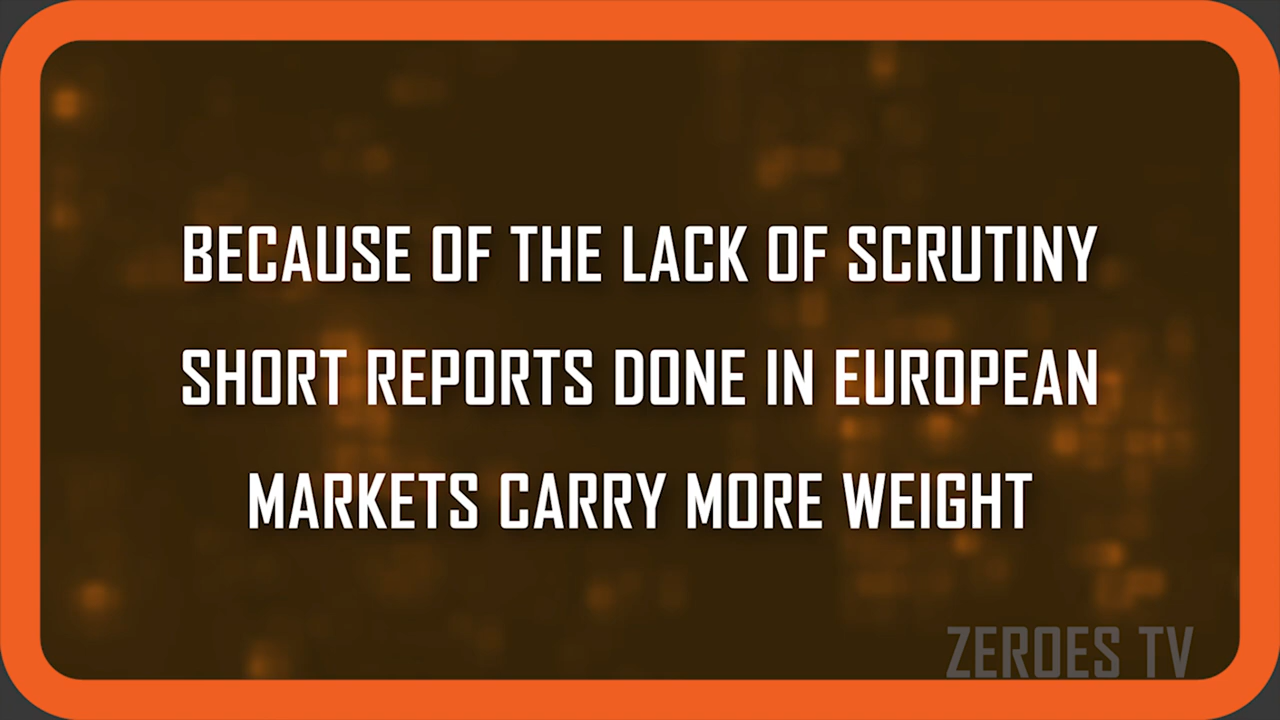 BECAUSE OF THE LACK OF SCRUTINY
SHORT REPORTS DONE IN EUROPEAN
MARKETS CARRY MORE WEIGHT
ZEROES TV